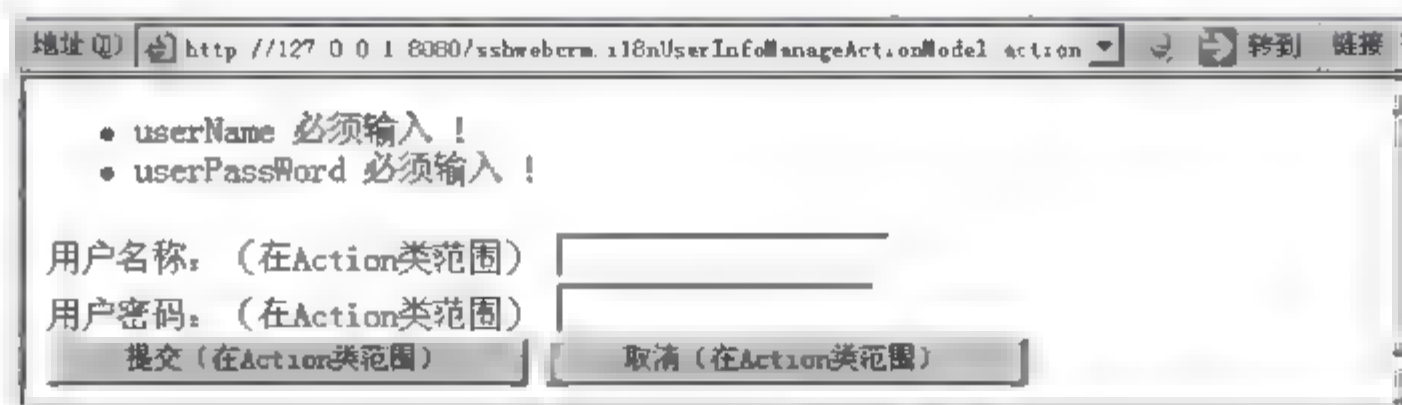 地址(D) http //127 0 0 1 8080/sshwebcrm.i18nUserInfoManageActionModel action 转到 链接
userName 必须输入 !
userPassWord 必须输入 !
用户名称:(在Action类范围)
用户密码:(在Action类范围)
提交(在Action类范围) 取消(在Action类范围)